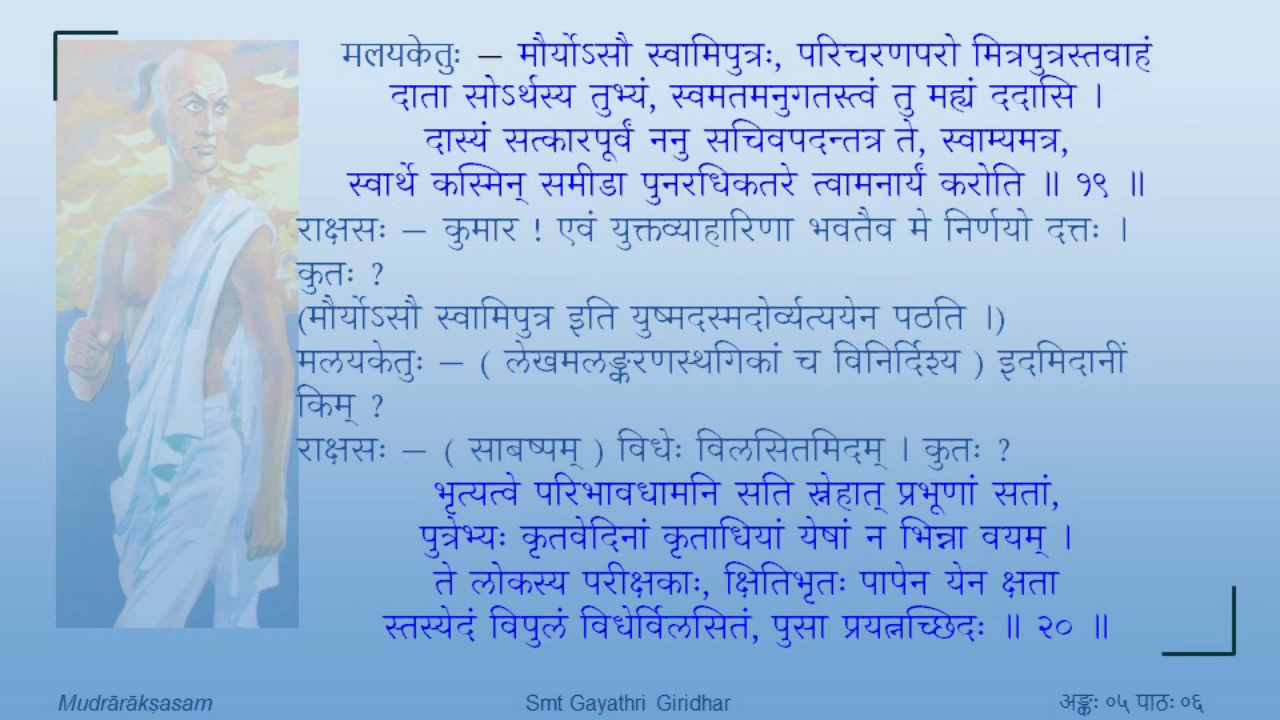 मलयकेतुः – मौर्योऽसौ स्वामिपुत्रः, परिचरणपरो मित्रपुत्रस्तवाहं
दाता सोऽर्थस्य तुभ्यं, स्वमतमनुगतस्त्वं तु मह्यं ददासि ।
दास्यं सत्कारपूर्वं ननु सचिवपदन्तत्र ते, स्वाम्यमत्र,
स्वार्थे कस्मिन् समीडा पुनरधिकतरे त्वामनार्यं करोति ॥ १९ ॥
राक्षसः – कुमार ! एवं युक्तव्याहारिणा भवतैव मे निर्णयो दत्तः ।
कुतः ?
(मौर्योऽसौ स्वामिपुत्र इति युष्मदस्मदोर्व्यत्ययेन पठति ।)
मलयकेतुः – ( लेखमलङ्करणस्थगिकां च विनिर्दिश्य ) इदमिदानीं
किम् ?
राक्षसः – ( साबष्पम् ) विधेः विलसितमिदम् । कुतः ?
भृत्यत्वे परिभावधामनि सति स्नेहात् प्रभूणां सतां,
पुत्रेभ्यः कृतवेदिनां कृताधियां येषां न भिन्ना वयम् ।
ते लोकस्य परीक्षकाः, क्षितिभृतः पापेन येन क्षता
स्तस्येदं विपुलं विधेर्विलसितं, पुसा प्रयत्नच्छिदः ॥ २० ॥
Mudrārākṣasam
Smt Gayathri Giridhar
अङ्कः ०५ पाठः ०६